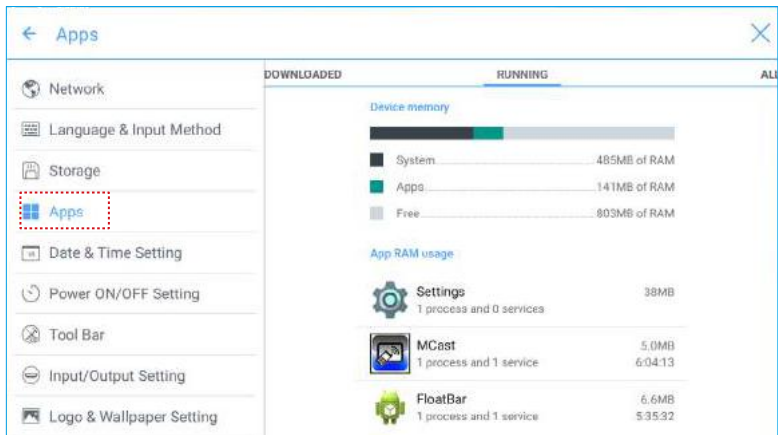 Apps
Network
Language & Input Method
Storage
Apps
Date & Time Setting
Power ON/OFF Setting
Tool Bar
Input/Output Setting
Logo & Wallpaper Setting
DOWNLOADED RUNNING ALL
Device memory
System 485MB of RAM
Apps 141MB of RAM
Free 803MB of RAM
App RAM usage
Settings 38MB
1 process and 0 services
MCast 5.0MB
1 process and 1 service 6:04:13
FloatBar 6.6MB
1 process and 1 service 5:35:32